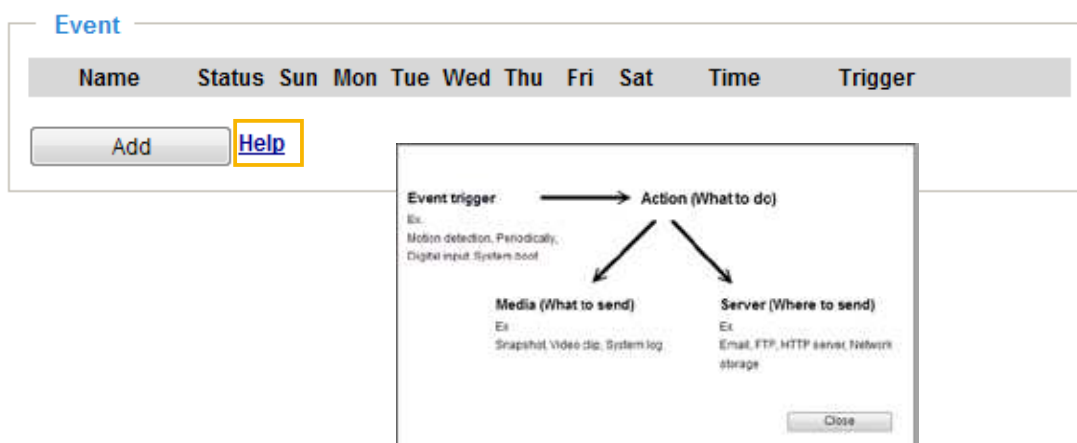 Event
Name Status Sun Mon Tue Wed Thu Fri Sat Time Trigger
Add Help
Event trigger Action (What to do)
Ex.
Motion detection, Periodically,
Digital input, System boot
Media (What to send) Server (Where to send)
Ex Ex.
Snapshot, Video clip, System log Email, FTP, HTTP server, Network
storage
Close